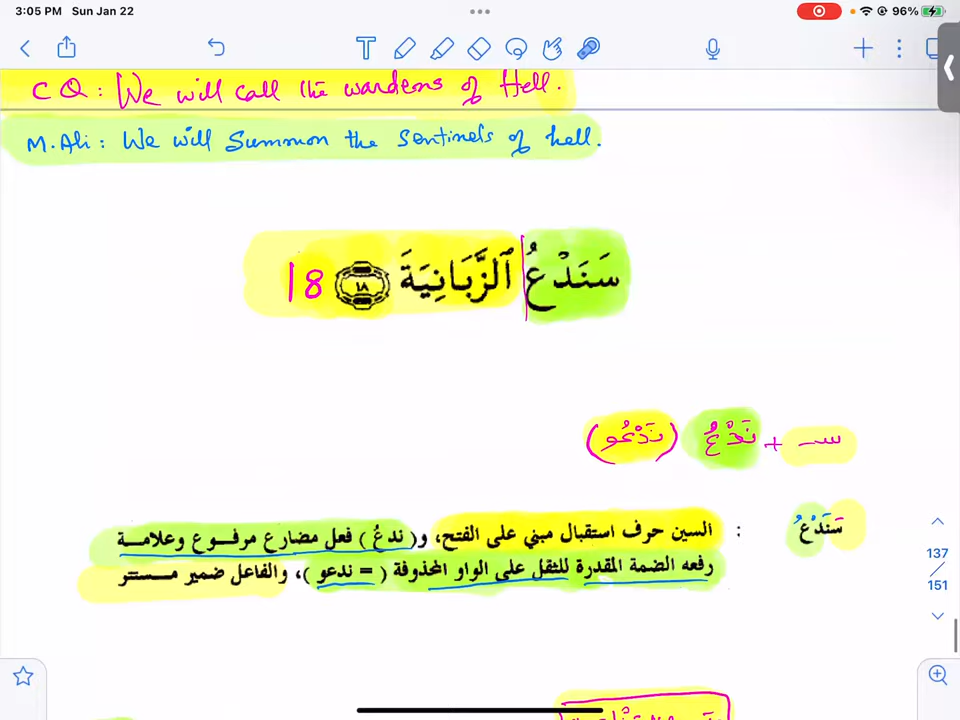 3:05 PM Sun Jan 22
96%
CQ: We will call the wardens of Hell.
M. Ali: We will Summon the Sentinels of hell.
سَنَدْعُ ٱلزَّبَانِيَةَ ١٨ 18
سـ + نَدْعُ (نَدْعُو)
سَنَدْعُ : السين حرف استقبال مبني على الفتح، و(ندعُ) فعل مضارع مرفوع وعلامة
رفعه الضمة المقدرة للثقل على الواو المحذوفة (= ندعو)، والفاعل ضمير مستتر
137
/
151